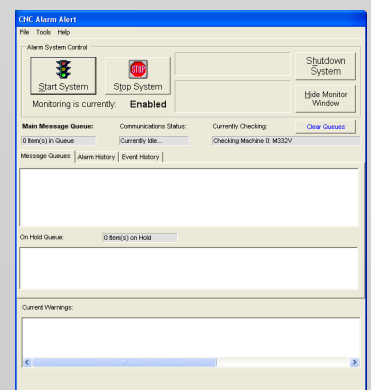 CNC Alarm Alert
File Tools Help
Alarm System Control
Start System
STOP
Stop System
Shutdown System
Monitoring is currently: Enabled
Hide Monitor Window
Main Message Queue: Communications Status: Currently Checking: Clear Queues
0 Item(s) in Queue Currently Idle... Checking Machine 0: M332V
Message Queues Alarm History Event History
On Hold Queue: 0 Item(s) on Hold
Current Warnings: